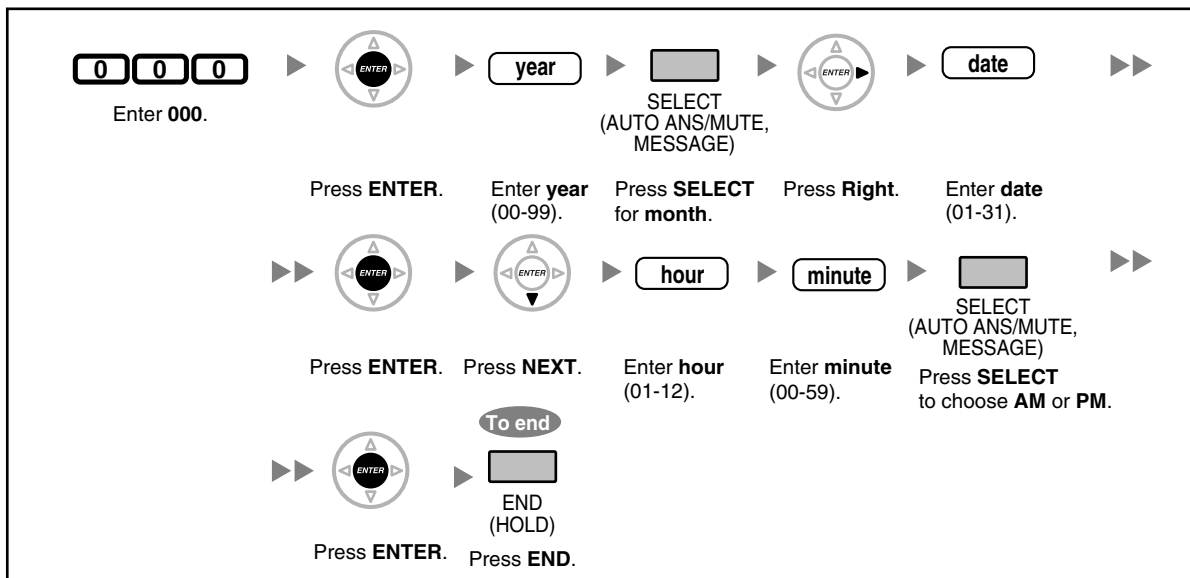 0 0 0
ENTER
year
SELECT
(AUTO ANS/MUTE,
MESSAGE)
ENTER
date
Enter 000.
Press ENTER.
Enter year
(00-99).
Press SELECT
for month.
Press Right.
Enter date
(01-31).
ENTER
ENTER
hour
minute
SELECT
(AUTO ANS/MUTE,
MESSAGE)
Press ENTER.
Press NEXT.
Enter hour
(01-12).
Enter minute
(00-59).
Press SELECT
to choose AM or PM.
To end
ENTER
END
(HOLD)
Press ENTER.
Press END.